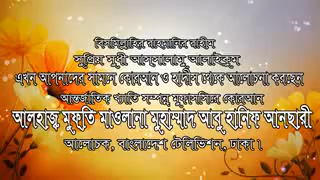 বিসমিল্লাহির রাহমানির রাহীম
সুপ্রিয় সুধী আসসালামু আলাইকুম
এখন আপনাদের সামনে কোরআন ও হাদীস থেকে আলোচনা করছেন
আন্তর্জাতিক খ্যাতি সম্পন্ন মুফাসসিরে কোরআন
আলহাজ্ব মুফতি মাওলানা মুহাম্মাদ আবু হানিফ আনছারী
আলোচক, বাংলাদেশ টেলিভিশন, ঢাকা।